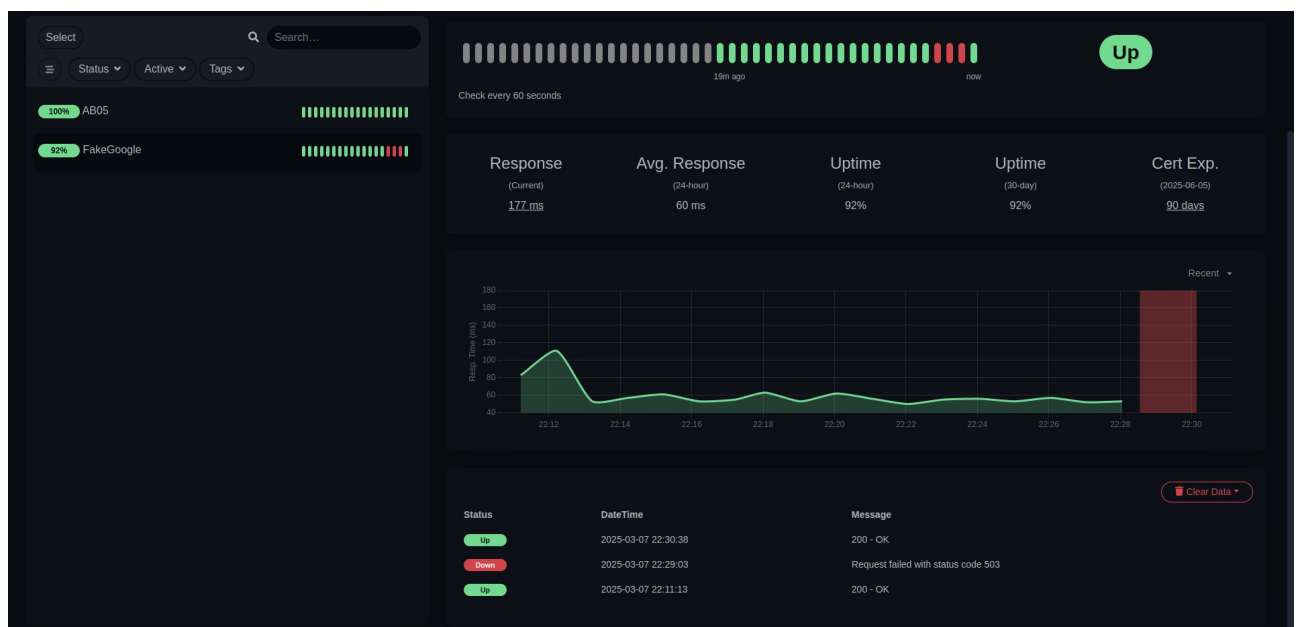 Select
Search...
Status Active Tags
100% AB05
92% FakeGoogle
19m ago now
Up
Check every 60 seconds
Response Avg. Response Uptime Uptime Cert Exp.
(Current) (24-hour) (24-hour) (30-day) (2025-06-05)
177 ms 60 ms 92% 92% 90 days
Recent
Resp. Time (ms)
180
160
140
120
100
80
60
40
22:12 22:14 22:16 22:18 22:20 22:22 22:24 22:26 22:28 22:30
Clear Data
Status DateTime Message
Up 2025-03-07 22:30:38 200 - OK
Down 2025-03-07 22:29:03 Request failed with status code 503
Up 2025-03-07 22:11:13 200 - OK